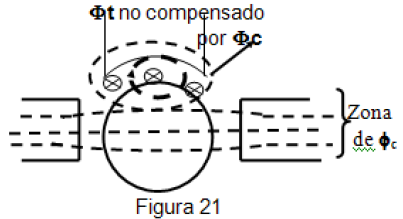 Φt no compensado
por Φc
Zona
de ϕc
Figura 21